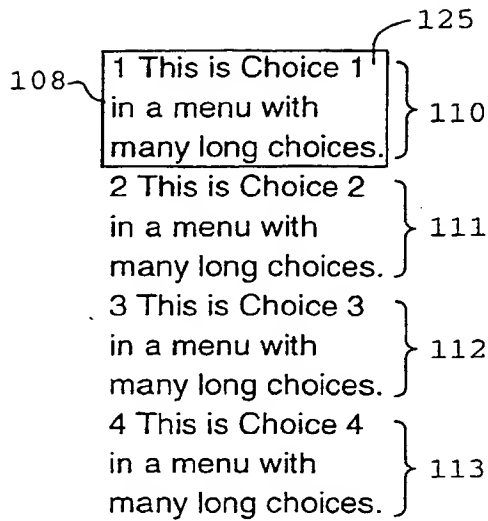 125
108
1 This is Choice 1
in a menu with
many long choices.
110
2 This is Choice 2
in a menu with
many long choices.
111
3 This is Choice 3
in a menu with
many long choices.
112
4 This is Choice 4
in a menu with
many long choices.
113